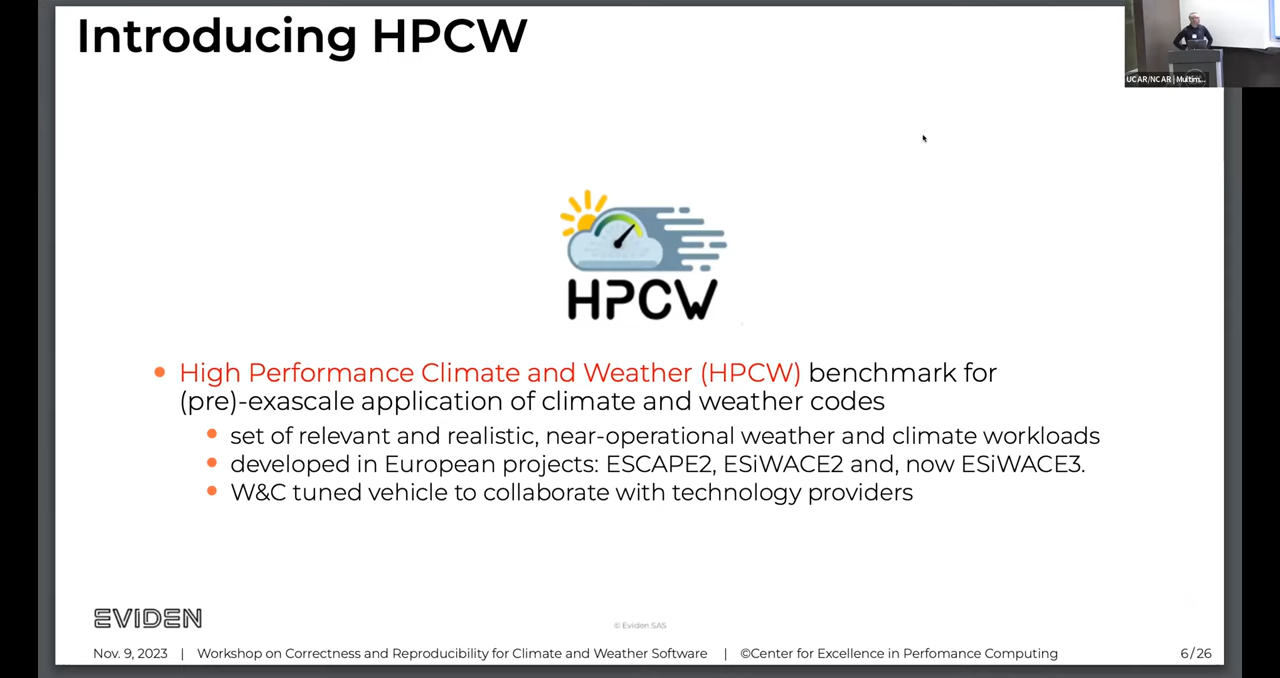 Introducing HPCW
UCAR/NCAR | Multim...
HPCW
High Performance Climate and Weather (HPCW) benchmark for
(pre)-exascale application of climate and weather codes
set of relevant and realistic, near-operational weather and climate workloads
developed in European projects: ESCAPE2, ESiWACE2 and, now ESiWACE3.
W&C tuned vehicle to collaborate with technology providers
EVIDEN
© Eviden SAS
Nov. 9, 2023 | Workshop on Correctness and Reproducibility for Climate and Weather Software | ©Center for Excellence in Perfomance Computing 6/26